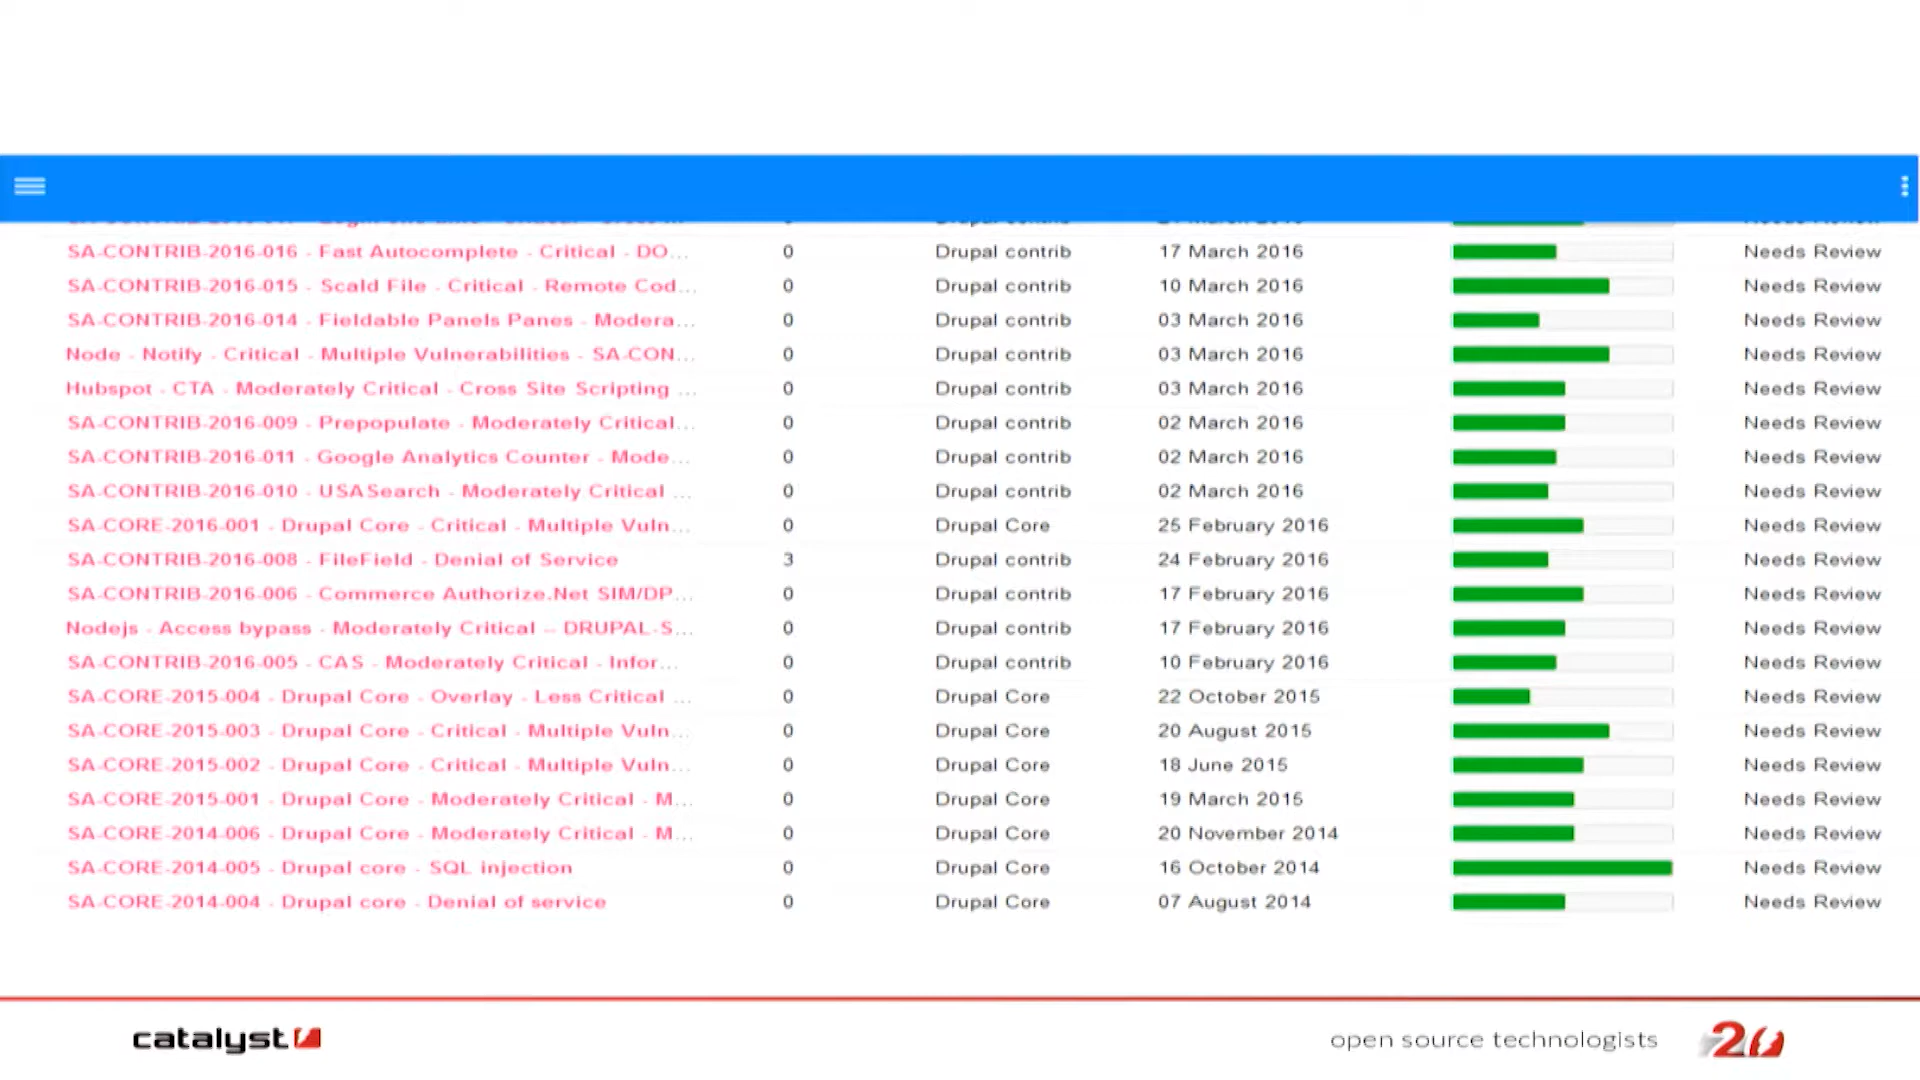 SA-CONTRIB-2016-016 - Fast Autocomplete - Critical - DO... 0 Drupal contrib 17 March 2016 Needs Review
SA-CONTRIB-2016-015 - Scald File - Critical - Remote Cod... 0 Drupal contrib 10 March 2016 Needs Review
SA-CONTRIB-2016-014 - Fieldable Panels Panes - Modera... 0 Drupal contrib 03 March 2016 Needs Review
Node - Notify - Critical - Multiple Vulnerabilities - SA-CON... 0 Drupal contrib 03 March 2016 Needs Review
Hubspot - CTA - Moderately Critical - Cross Site Scripting ... 0 Drupal contrib 03 March 2016 Needs Review
SA-CONTRIB-2016-009 - Prepopulate - Moderately Critical... 0 Drupal contrib 02 March 2016 Needs Review
SA-CONTRIB-2016-011 - Google Analytics Counter - Mode... 0 Drupal contrib 02 March 2016 Needs Review
SA-CONTRIB-2016-010 - USASearch - Moderately Critical ... 0 Drupal contrib 02 March 2016 Needs Review
SA-CORE-2016-001 - Drupal Core - Critical - Multiple Vuln... 0 Drupal Core 25 February 2016 Needs Review
SA-CONTRIB-2016-008 - FileField - Denial of Service 3 Drupal contrib 24 February 2016 Needs Review
SA-CONTRIB-2016-006 - Commerce Authorize.Net SIM/DP... 0 Drupal contrib 17 February 2016 Needs Review
Nodejs - Access bypass - Moderately Critical -- DRUPAL-S... 0 Drupal contrib 17 February 2016 Needs Review
SA-CONTRIB-2016-005 - CAS - Moderately Critical - Infor... 0 Drupal contrib 10 February 2016 Needs Review
SA-CORE-2015-004 - Drupal Core - Overlay - Less Critical ... 0 Drupal Core 22 October 2015 Needs Review
SA-CORE-2015-003 - Drupal Core - Critical - Multiple Vuln... 0 Drupal Core 20 August 2015 Needs Review
SA-CORE-2015-002 - Drupal Core - Critical - Multiple Vuln... 0 Drupal Core 18 June 2015 Needs Review
SA-CORE-2015-001 - Drupal Core - Moderately Critical - M... 0 Drupal Core 19 March 2015 Needs Review
SA-CORE-2014-006 - Drupal Core - Moderately Critical - M... 0 Drupal Core 20 November 2014 Needs Review
SA-CORE-2014-005 - Drupal core - SQL injection 0 Drupal Core 16 October 2014 Needs Review
SA-CORE-2014-004 - Drupal core - Denial of service 0 Drupal Core 07 August 2014 Needs Review
catalyst open source technologists 20